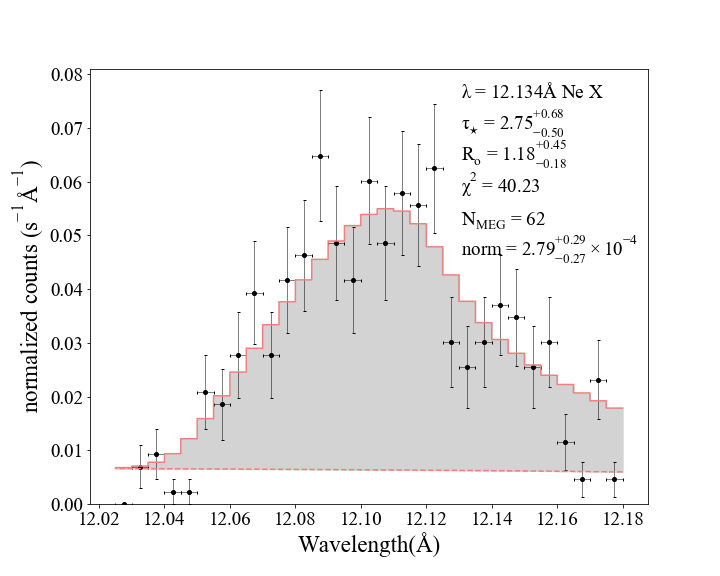 0.08
0.07
0.06
0.05
0.04
0.03
0.02
0.01
0.00
normalized counts (s⁻¹ Å⁻¹)
λ = 12.134Å Ne X
τ⋆ = 2.75 +0.68 −0.50
Rₒ = 1.18 +0.45 −0.18
χ² = 40.23
N_MEG = 62
norm = 2.79 +0.29 −0.27 × 10⁻⁴
12.02 12.04 12.06 12.08 12.10 12.12 12.14 12.16 12.18
Wavelength(Å)